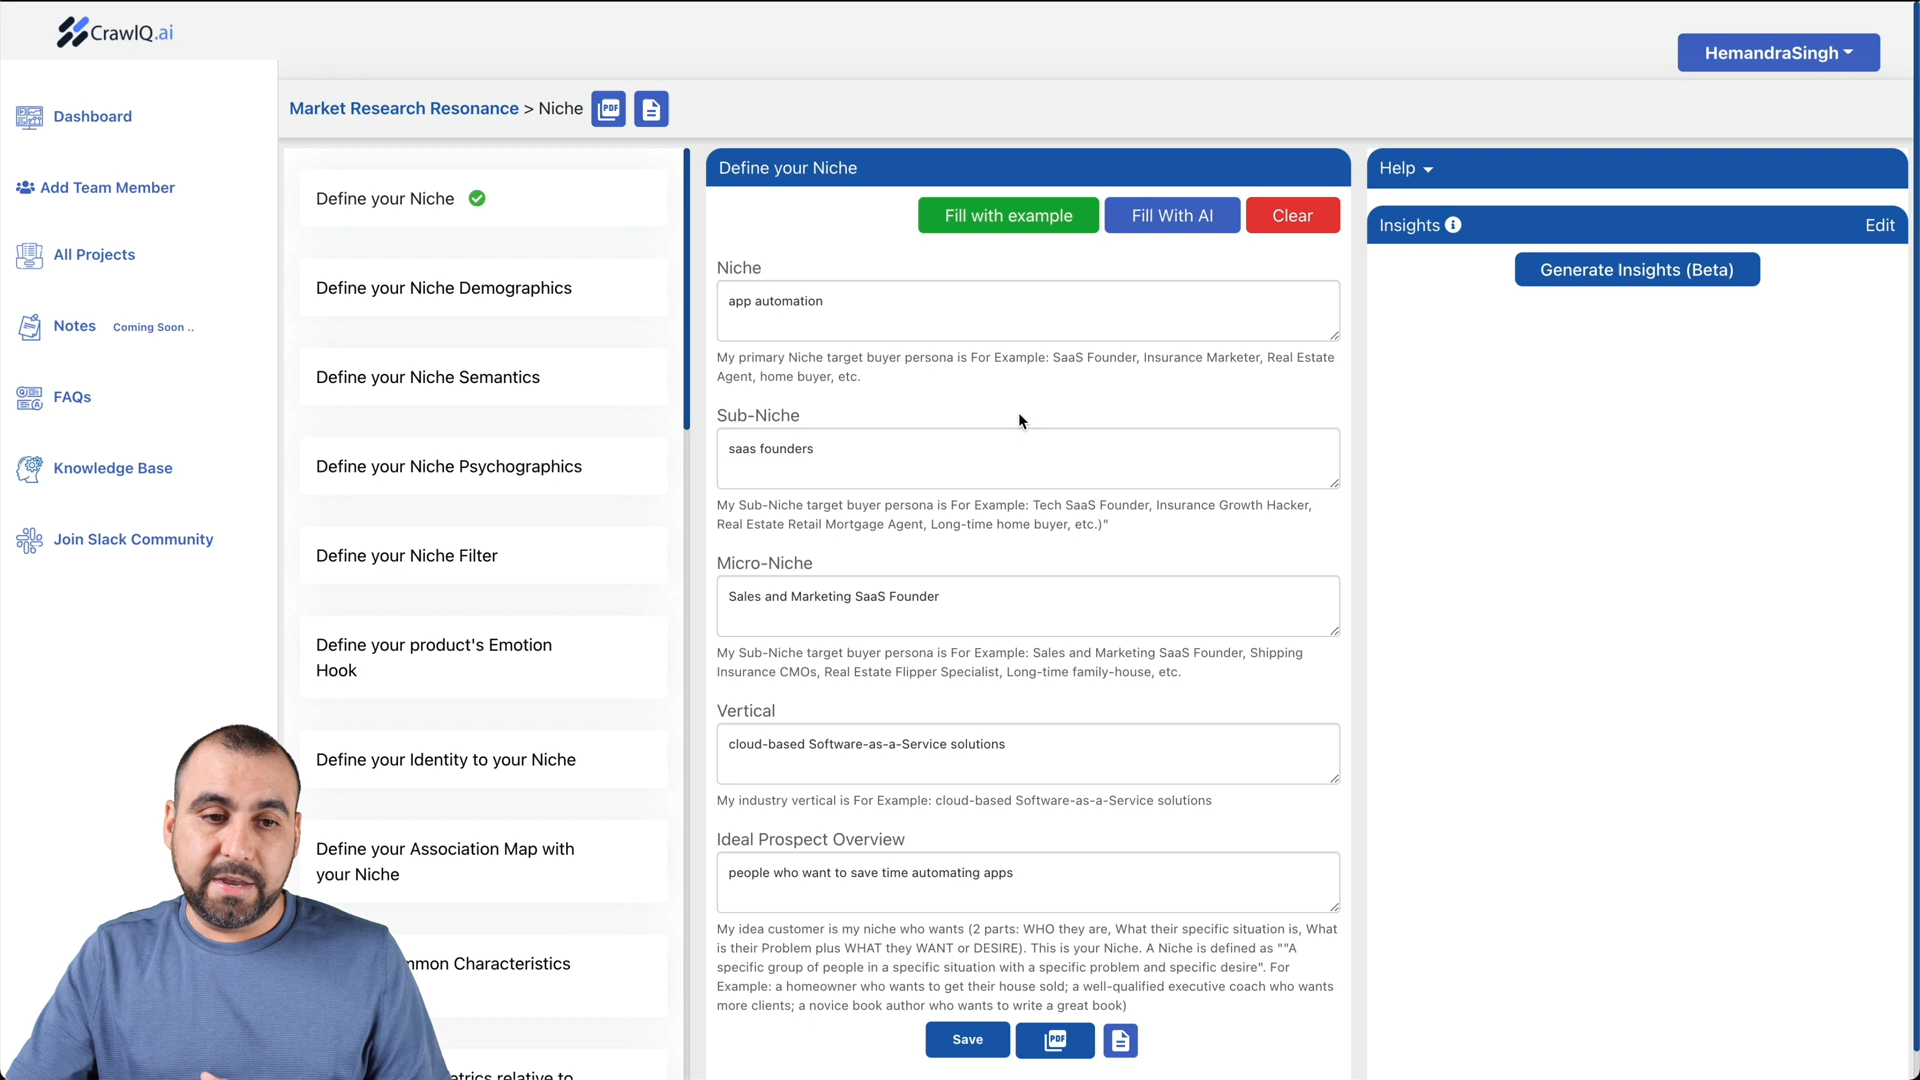 CrawlQ.ai
HemandraSingh
Market Research Resonance > Niche
PDF
Dashboard
Add Team Member
All Projects
Notes Coming Soon ..
FAQs
Knowledge Base
Join Slack Community
Define your Niche
Define your Niche Demographics
Define your Niche Semantics
Define your Niche Psychographics
Define your Niche Filter
Define your product's Emotion
Hook
Define your Identity to your Niche
Define your Association Map with
your Niche
mmon Characteristics
etrics relative to
Define your Niche
Fill with example
Fill With AI
Clear
Niche
app automation
My primary Niche target buyer persona is For Example: SaaS Founder, Insurance Marketer, Real Estate
Agent, home buyer, etc.
Sub-Niche
saas founders
My Sub-Niche target buyer persona is For Example: Tech SaaS Founder, Insurance Growth Hacker,
Real Estate Retail Mortgage Agent, Long-time home buyer, etc.)"
Micro-Niche
Sales and Marketing SaaS Founder
My Sub-Niche target buyer persona is For Example: Sales and Marketing SaaS Founder, Shipping
Insurance CMOs, Real Estate Flipper Specialist, Long-time family-house, etc.
Vertical
cloud-based Software-as-a-Service solutions
My industry vertical is For Example: cloud-based Software-as-a-Service solutions
Ideal Prospect Overview
people who want to save time automating apps
My idea customer is my niche who wants (2 parts: WHO they are, What their specific situation is, What
is their Problem plus WHAT they WANT or DESIRE). This is your Niche. A Niche is defined as ""A
specific group of people in a specific situation with a specific problem and specific desire". For
Example: a homeowner who wants to get their house sold; a well-qualified executive coach who wants
more clients; a novice book author who wants to write a great book)
Save
PDF
Help
Insights
Edit
Generate Insights (Beta)